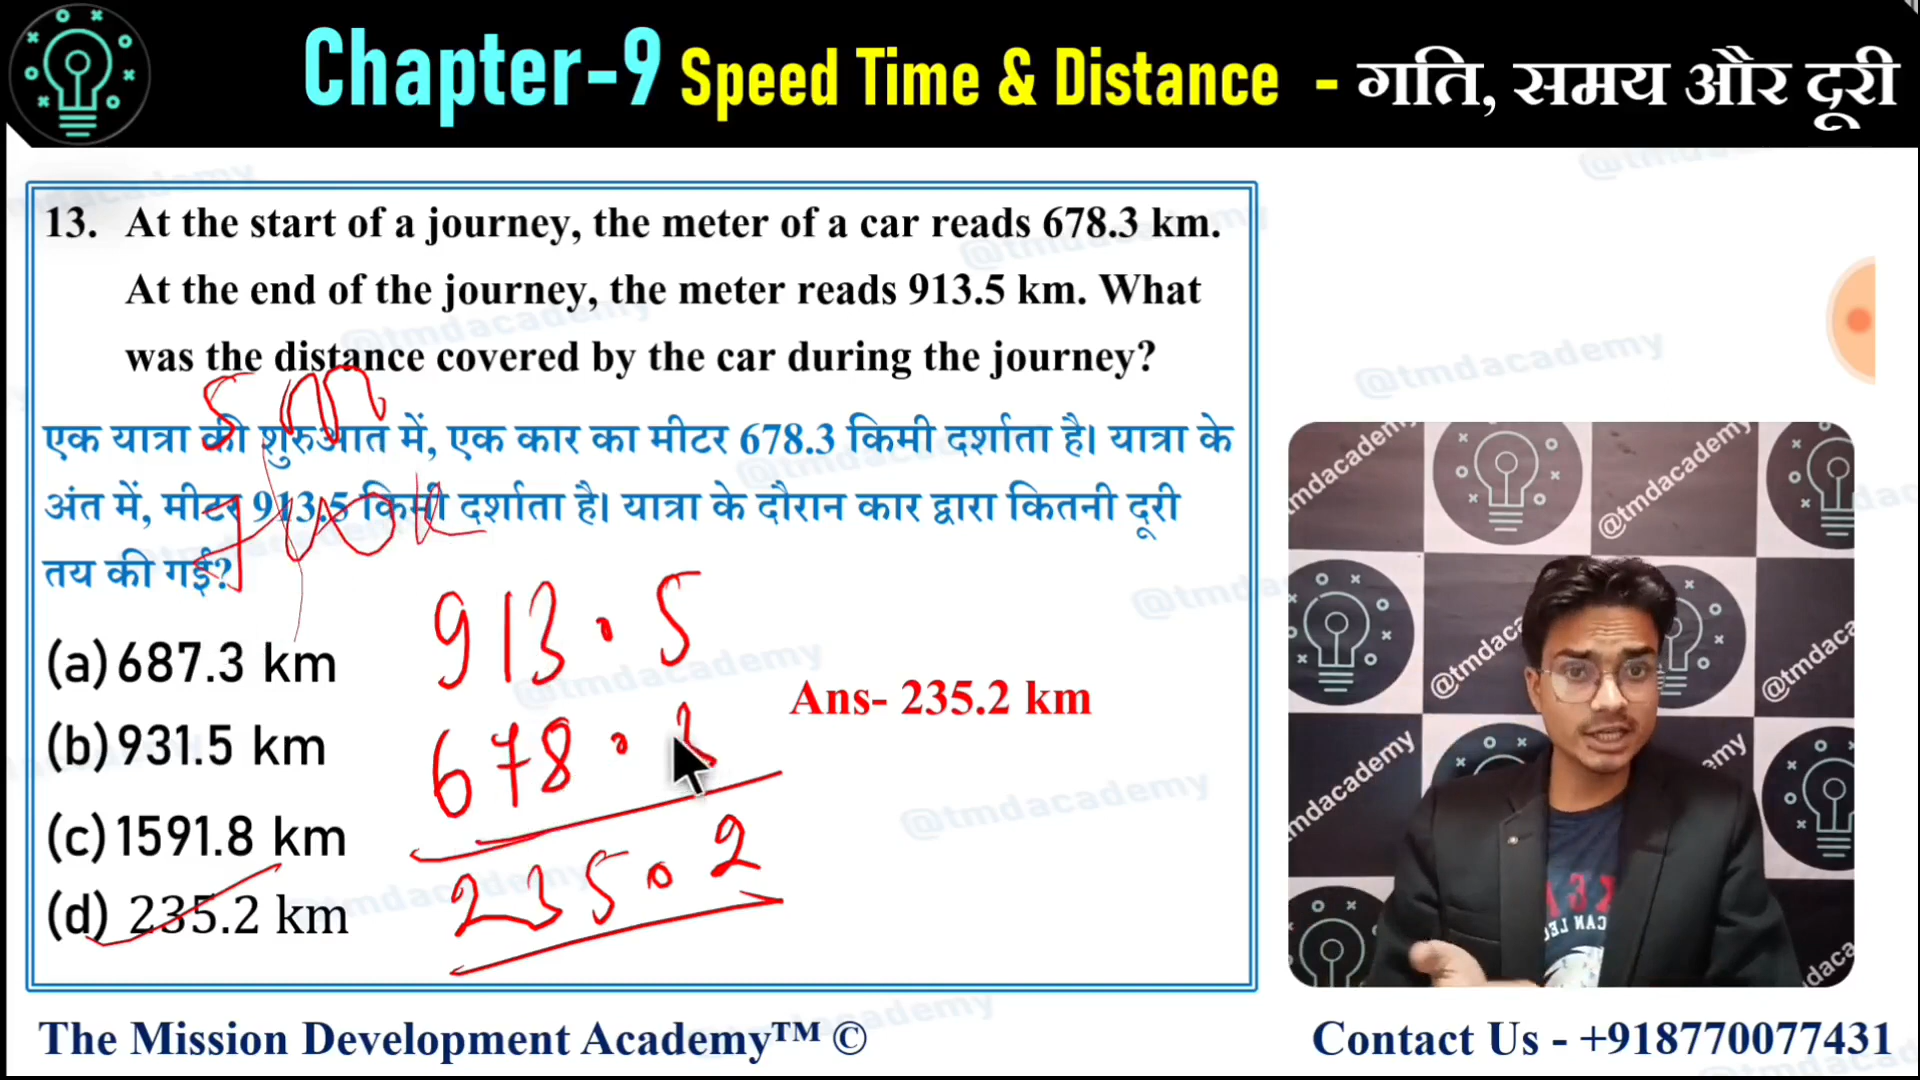 Chapter-9 Speed Time & Distance - गति, समय और दूरी
13. At the start of a journey, the meter of a car reads 678.3 km.
At the end of the journey, the meter reads 913.5 km. What
was the distance covered by the car during the journey?
एक यात्रा की शुरुआत में, एक कार का मीटर 678.3 किमी दर्शाता है। यात्रा के
अंत में, मीटर 913.5 किमी दर्शाता है। यात्रा के दौरान कार द्वारा कितनी दूरी
तय की गई?
(a) 687.3 km
(b) 931.5 km
(c) 1591.8 km
(d) 235.2 km
913.5
678.3
235.2
Ans- 235.2 km
@tmdacademy
@tmdacademy
@tmdacademy
@tmdacademy
The Mission Development Academy™ ©
Contact Us - +918770077431